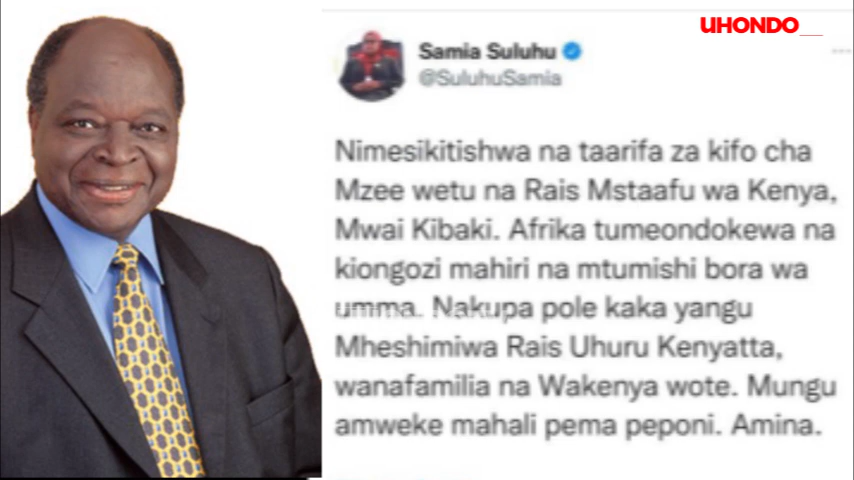 UHONDO__
Samia Suluhu
@SuluhuSamia
Nimesikitishwa na taarifa za kifo cha
Mzee wetu na Rais Mstaafu wa Kenya,
Mwai Kibaki. Afrika tumeondokewa na
kiongozi mahiri na mtumishi bora wa
umma. Nakupa pole kaka yangu
Mheshimiwa Rais Uhuru Kenyatta,
wanafamilia na Wakenya wote. Mungu
amweke mahali pema peponi. Amina.